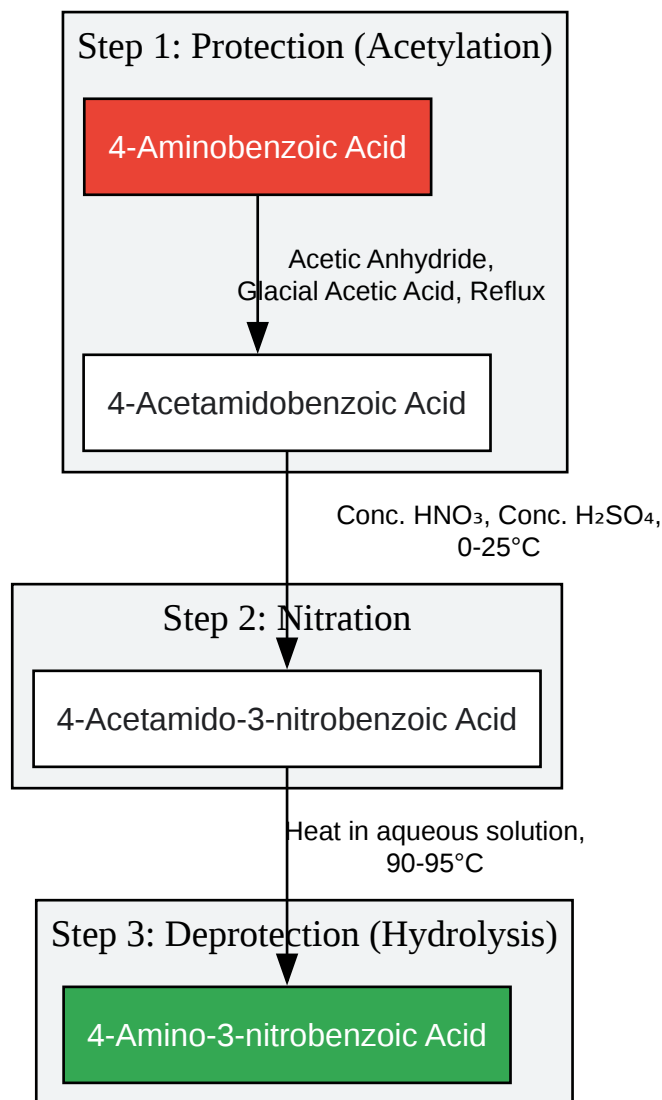 Step 1: Protection (Acetylation)
4-Aminobenzoic Acid
Acetic Anhydride,
Glacial Acetic Acid, Reflux
4-Acetamidobenzoic Acid
Conc. HNO₃, Conc. H₂SO₄,
0-25°C
Step 2: Nitration
4-Acetamido-3-nitrobenzoic Acid
Heat in aqueous solution,
90-95°C
Step 3: Deprotection (Hydrolysis)
4-Amino-3-nitrobenzoic Acid